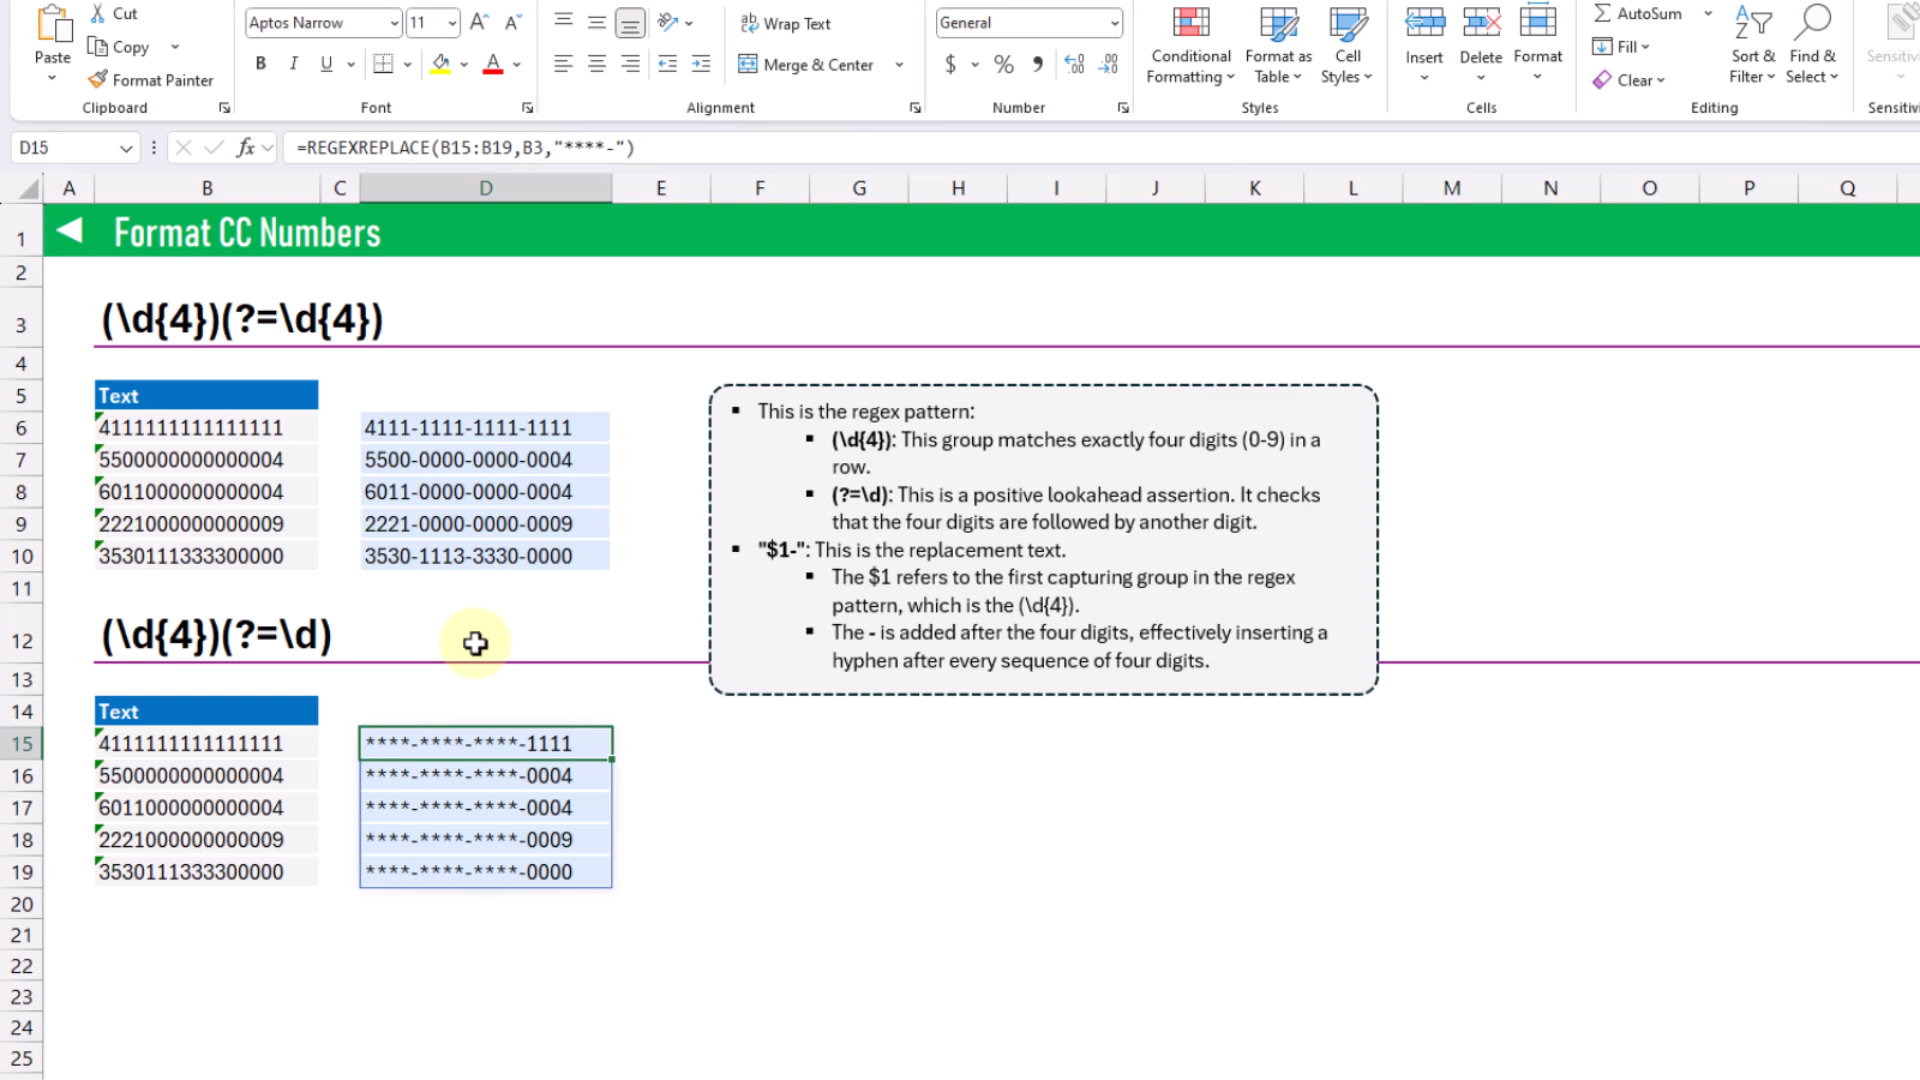 Paste
Cut
Copy
Format Painter
Clipboard
Aptos Narrow
11
B I U
Font
Wrap Text
Merge & Center
Alignment
General
$ % 9
Number
Conditional
Formatting
Format as
Table
Cell
Styles
Styles
Insert
Delete
Format
Cells
AutoSum
Fill
Clear
Sort &
Filter
Find &
Select
Editing
Sensitivi
Sensitivi
D15
fx
=REGEXREPLACE(B15:B19,B3,"****-")
A B C D E F G H I J K L M N O P Q
1
Format CC Numbers
2
3
(\d{4})(?=\d{4})
4
5
Text
6
4111111111111111
4111-1111-1111-1111
7
5500000000000004
5500-0000-0000-0004
8
6011000000000004
6011-0000-0000-0004
9
2221000000000009
2221-0000-0000-0009
10
3530111333300000
3530-1113-3330-0000
11
12
(\d{4})(?=\d)
13
14
Text
15
4111111111111111
****-****-****-1111
16
5500000000000004
****-****-****-0004
17
6011000000000004
****-****-****-0004
18
2221000000000009
****-****-****-0009
19
3530111333300000
****-****-****-0000
20
21
22
23
24
25
This is the regex pattern:
(\d{4}): This group matches exactly four digits (0-9) in a
row.
(?=\d): This is a positive lookahead assertion. It checks
that the four digits are followed by another digit.
"$1-": This is the replacement text.
The $1 refers to the first capturing group in the regex
pattern, which is the (\d{4}).
The - is added after the four digits, effectively inserting a
hyphen after every sequence of four digits.